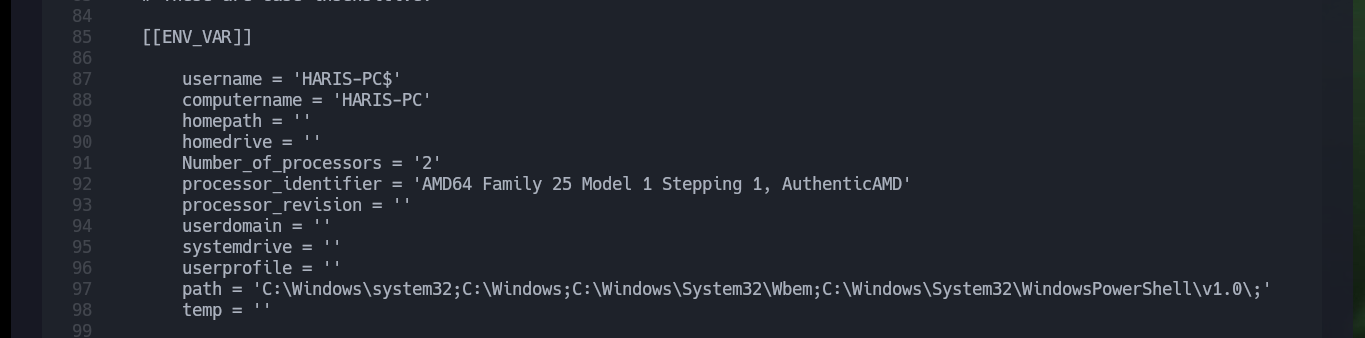 84
85 [[ENV_VAR]]
86
87 username = 'HARIS-PC$'
88 computername = 'HARIS-PC'
89 homepath = ''
90 homedrive = ''
91 Number_of_processors = '2'
92 processor_identifier = 'AMD64 Family 25 Model 1 Stepping 1, AuthenticAMD'
93 processor_revision = ''
94 userdomain = ''
95 systemdrive = ''
96 userprofile = ''
97 path = 'C:\Windows\system32;C:\Windows;C:\Windows\System32\Wbem;C:\Windows\System32\WindowsPowerShell\v1.0\;'
98 temp = ''
99